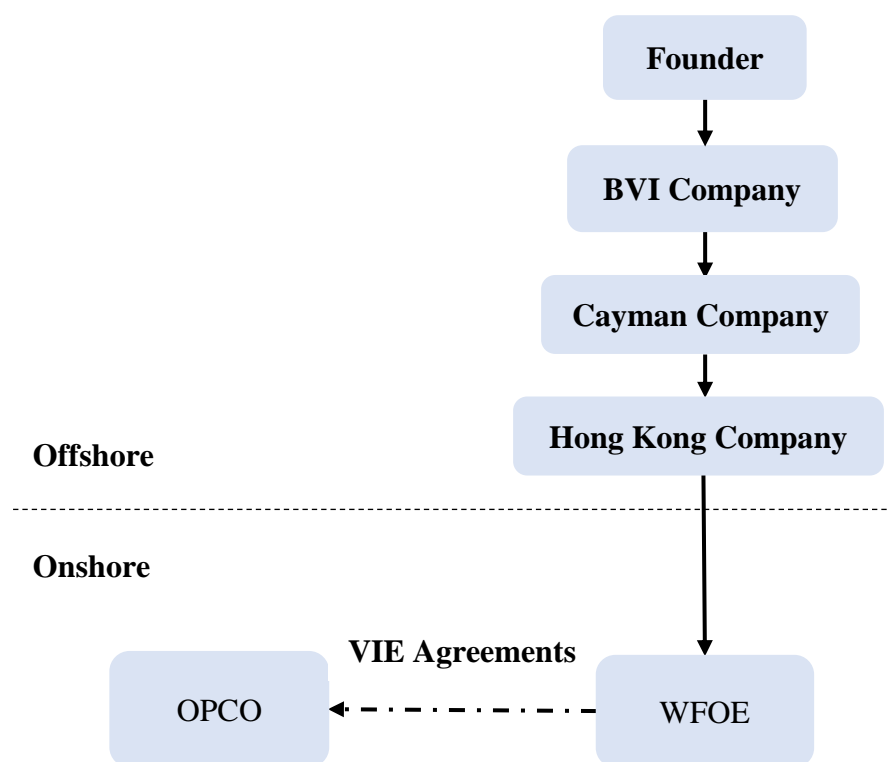 Founder
BVI Company
Cayman Company
Hong Kong Company
Offshore
Onshore
VIE Agreements
OPCO
WFOE